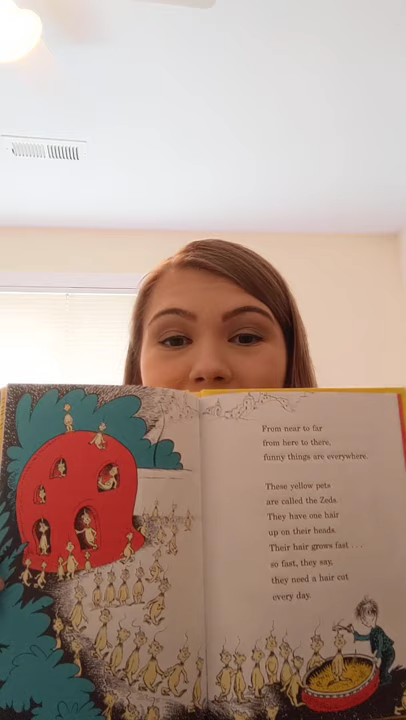 From near to far
from here to there,
funny things are everywhere.
These yellow pets
are called the Zeds.
They have one hair
up on their heads.
Their hair grows fast . . .
so fast, they say,
they need a hair cut
every day.